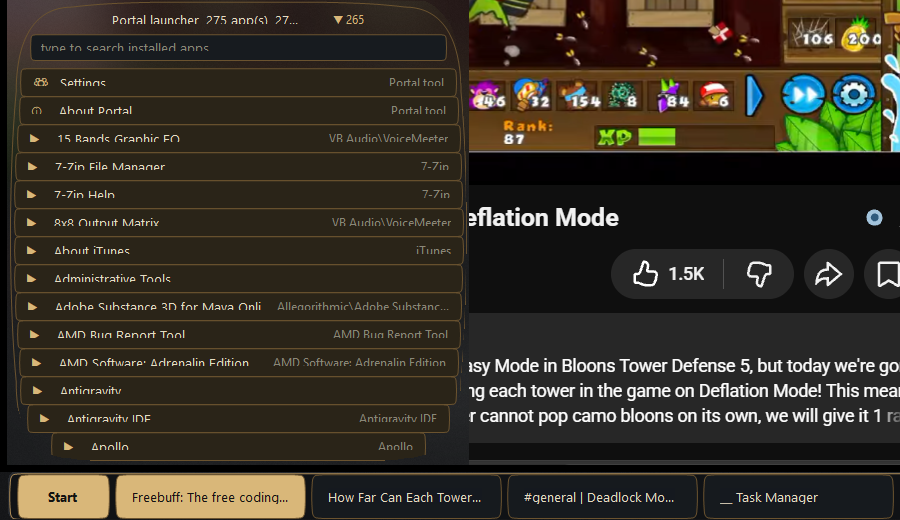 Portal launcher 275 app(s) 27... ▼265
type to search installed apps
Settings Portal tool
About Portal Portal tool
15 Bands Graphic EQ VB Audio\VoiceMeeter
7-Zip File Manager 7-Zip
7-Zip Help 7-Zip
8x8 Output Matrix VB Audio\VoiceMeeter
About iTunes iTunes
Administrative Tools
Adobe Substance 3D for Maya Onli Allegorithmic\Adobe Substanc...
AMD Bug Report Tool AMD Bug Report Tool
AMD Software: Adrenalin Edition AMD Software: Adrenalin Edition
Antigravity
Antigravity IDE Antigravity IDE
Apollo Apollo
106 200
46 32 154 8 84 6
Rank:
87 XP
eflation Mode
1.5K
asy Mode in Bloons Tower Defense 5, but today we're go
ng each tower in the game on Deflation Mode! This mea
r cannot pop camo bloons on its own, we will give it 1 ra
Start Freebuff: The free coding... How Far Can Each Tower... #general | Deadlock Mo... __ Task Manager